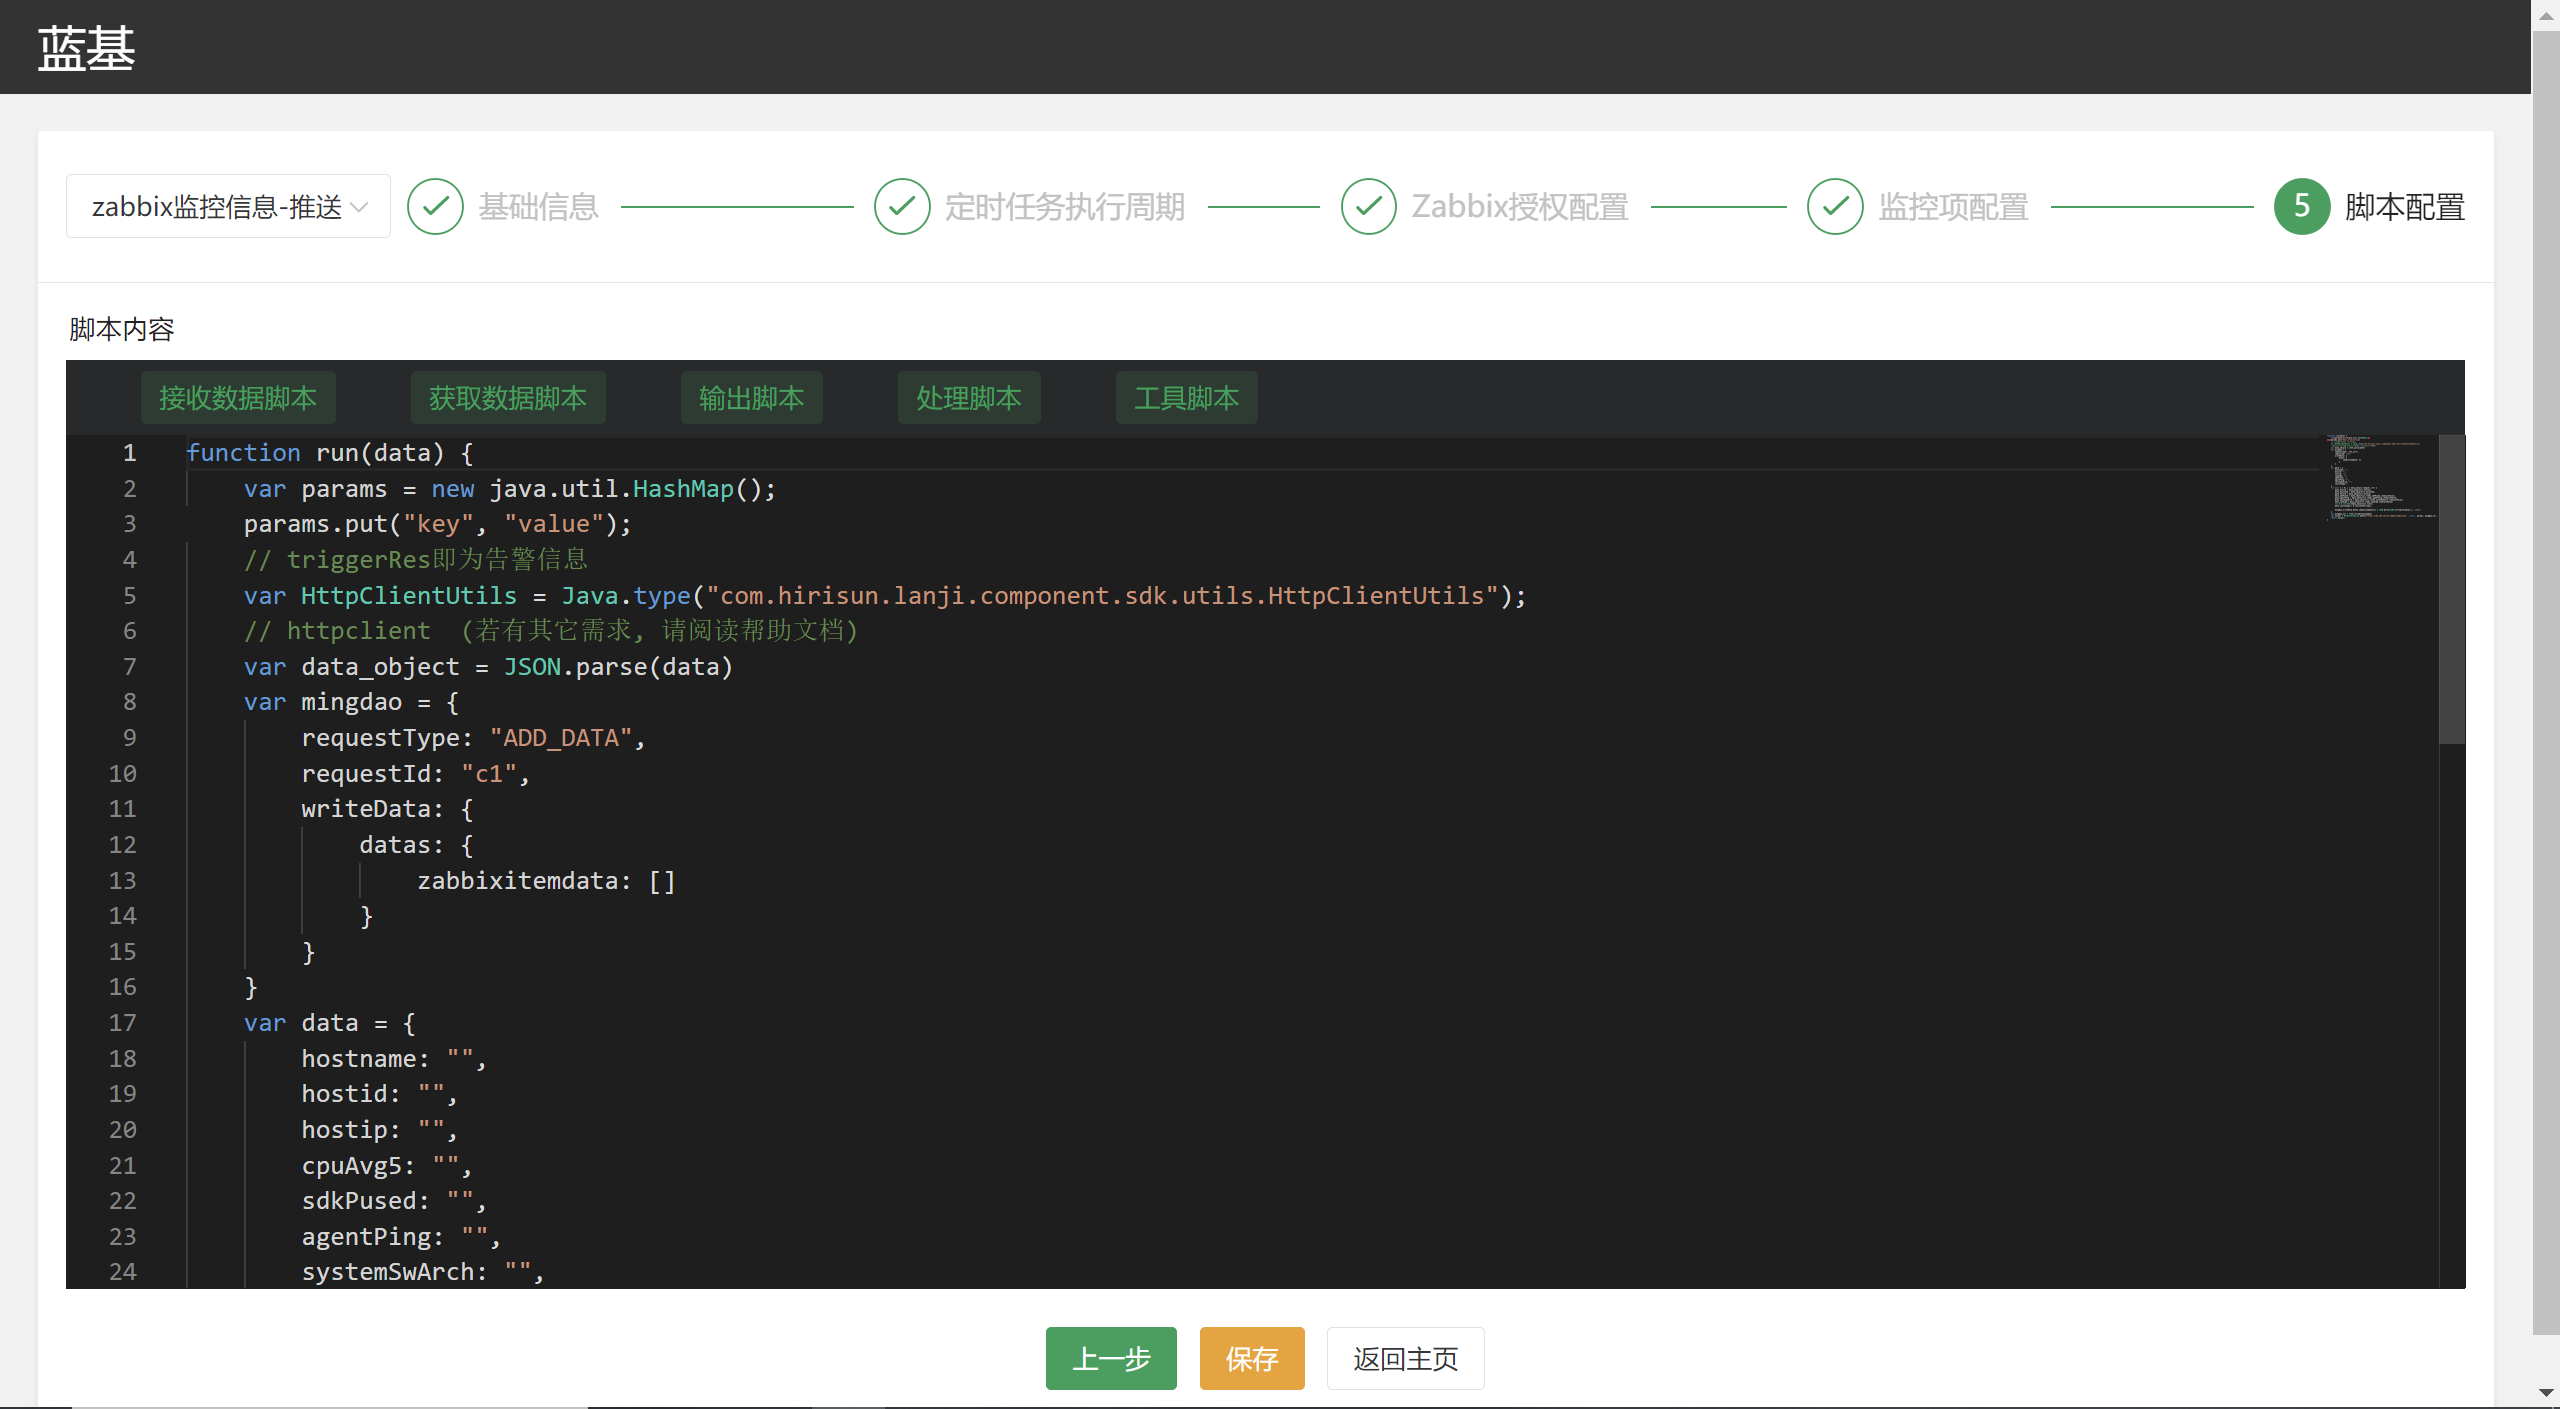 蓝基
zabbix监控信息-推送 基础信息 定时任务执行周期 Zabbix授权配置 监控项配置 5 脚本配置
脚本内容
接收数据脚本 获取数据脚本 输出脚本 处理脚本 工具脚本
1 function run(data) {
2 var params = new java.util.HashMap();
3 params.put("key", "value");
4 // triggerRes即为告警信息
5 var HttpClientUtils = Java.type("com.hirisun.lanji.component.sdk.utils.HttpClientUtils");
6 // httpclient （若有其它需求，请阅读帮助文档）
7 var data_object = JSON.parse(data)
8 var mingdao = {
9 requestType: "ADD_DATA",
10 requestId: "c1",
11 writeData: {
12 datas: {
13 zabbixitemdata: []
14 }
15 }
16 }
17 var data = {
18 hostname: "",
19 hostid: "",
20 hostip: "",
21 cpuAvg5: "",
22 sdkPused: "",
23 agentPing: "",
24 systemSwArch: "",
上一步 保存 返回主页